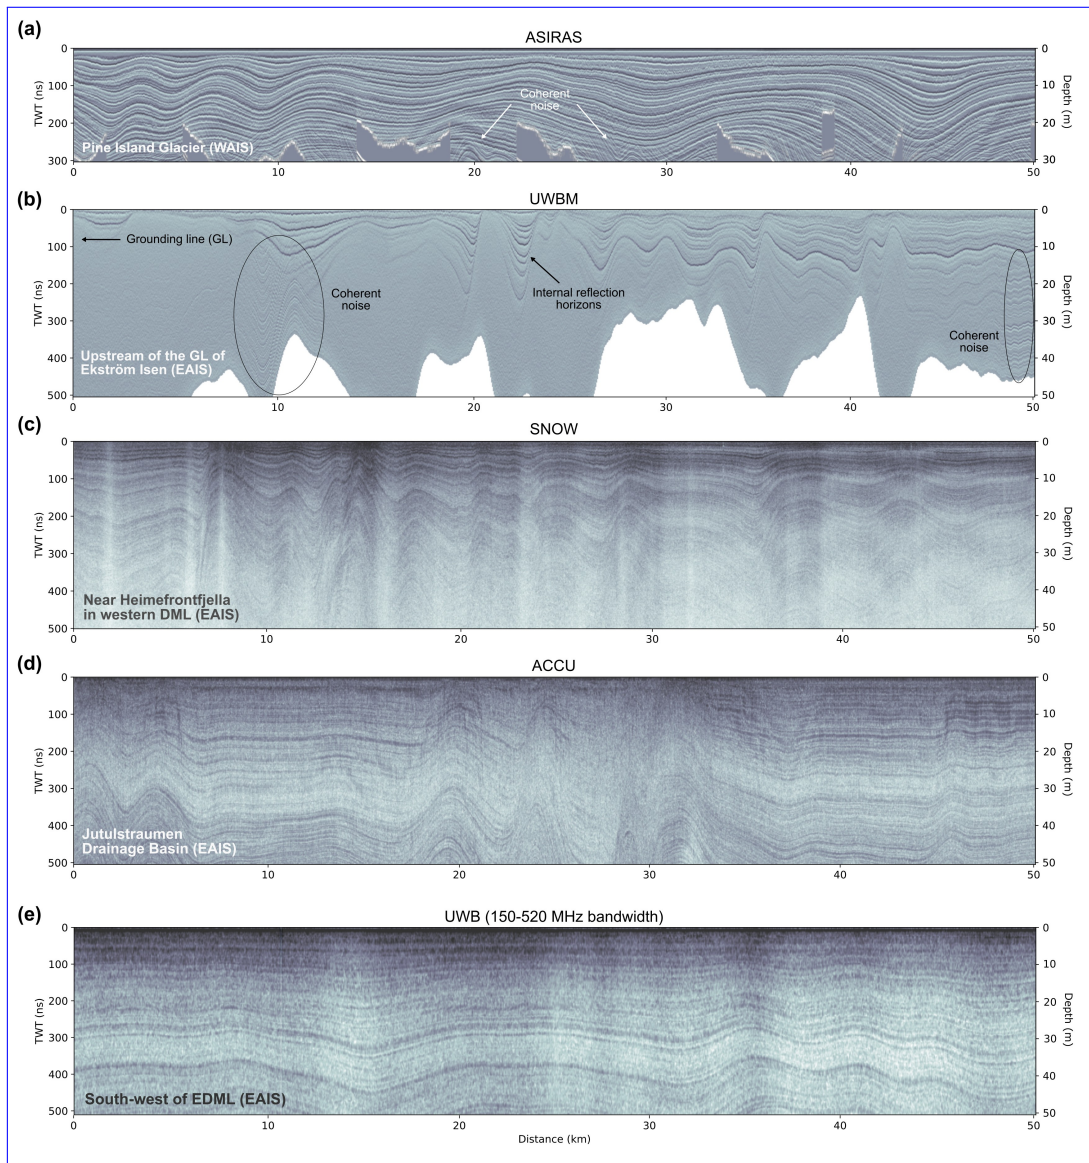 (a)
ASIRAS
0
100
200
300
TWT (ns)
0
10
20
30
Depth (m)
Coherent
noise
Pine Island Glacier (WAIS)
0
10
20
30
40
50
(b)
UWBM
0
100
200
300
400
500
TWT (ns)
0
10
20
30
40
50
Depth (m)
Grounding line (GL)
Coherent
noise
Internal reflection
horizons
Coherent
noise
Upstream of the GL of
Ekström Isen (EAIS)
0
10
20
30
40
50
(c)
SNOW
0
100
200
300
400
500
TWT (ns)
0
10
20
30
40
50
Depth (m)
Near Heimefrontfjella
in western DML (EAIS)
0
10
20
30
40
50
(d)
ACCU
0
100
200
300
400
500
TWT (ns)
0
10
20
30
40
50
Depth (m)
Jutulstraumen
Drainage Basin (EAIS)
0
10
20
30
40
50
(e)
UWB (150-520 MHz bandwidth)
0
100
200
300
400
500
TWT (ns)
0
10
20
30
40
50
Depth (m)
South-west of EDML (EAIS)
0
10
20
30
40
50
Distance (km)